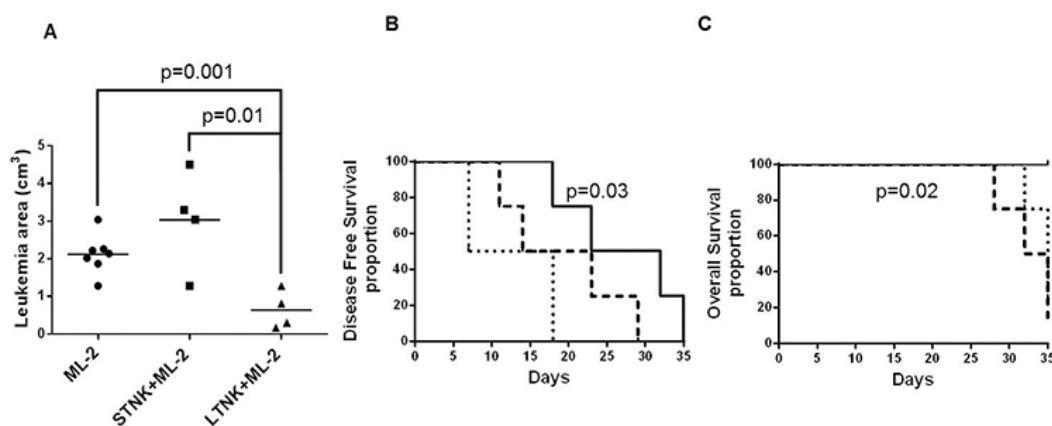 A
p=0.001
p=0.01
Leukemia area (cm³)
5
4
3
2
1
0
ML-2
STNK+ML-2
LTNK+ML-2
B
p=0.03
Disease Free Survival
proportion
100
80
60
40
20
0
0 5 10 15 20 25 30 35
Days
C
p=0.02
Overall Survival
proportion
100
80
60
40
20
0
0 5 10 15 20 25 30 35
Days